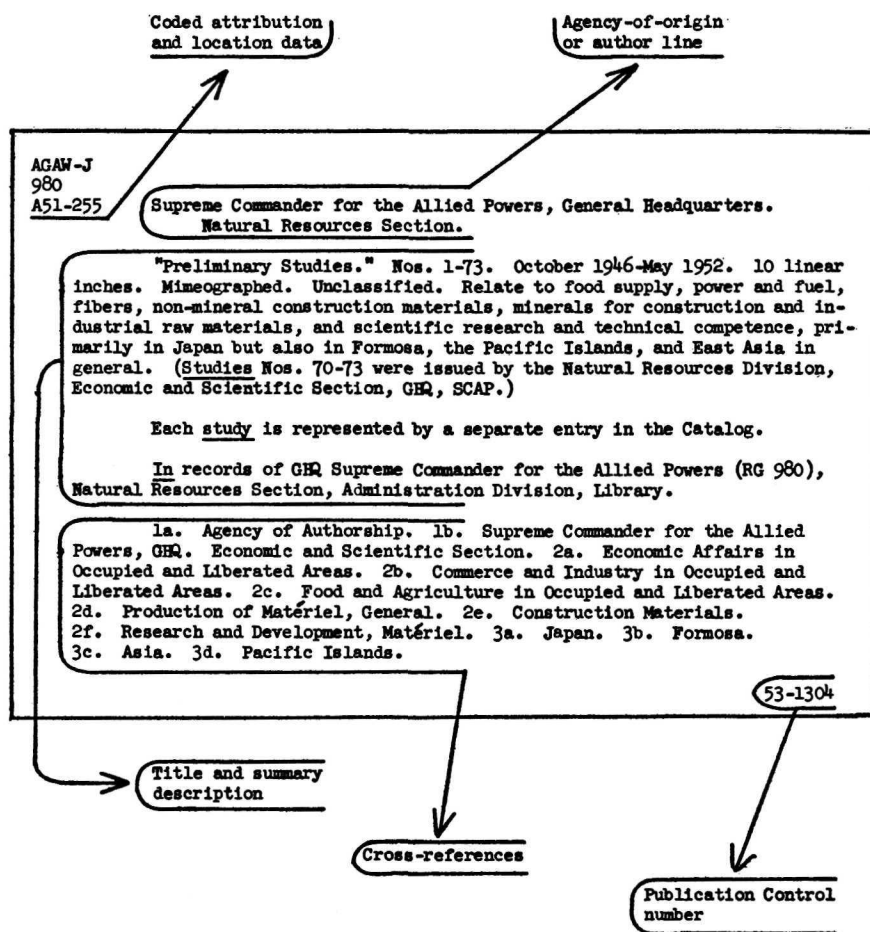 Coded attribution
and location data
Agency-of-origin
or author line
AGAW-J
980
A51-255
Supreme Commander for the Allied Powers, General Headquarters.
Natural Resources Section.
"Preliminary Studies." Nos. 1-73. October 1946-May 1952. 10 linear
inches. Mimeographed. Unclassified. Relate to food supply, power and fuel,
fibers, non-mineral construction materials, minerals for construction and in-
dustrial raw materials, and scientific research and technical competence, pri-
marily in Japan but also in Formosa, the Pacific Islands, and East Asia in
general. (Studies Nos. 70-73 were issued by the Natural Resources Division,
Economic and Scientific Section, GHQ, SCAP.)
Each study is represented by a separate entry in the Catalog.
In records of GHQ Supreme Commander for the Allied Powers (RG 980),
Natural Resources Section, Administration Division, Library.
1a. Agency of Authorship. 1b. Supreme Commander for the Allied
Powers, GHQ. Economic and Scientific Section. 2a. Economic Affairs in
Occupied and Liberated Areas. 2b. Commerce and Industry in Occupied and
Liberated Areas. 2c. Food and Agriculture in Occupied and Liberated Areas.
2d. Production of Matériel, General. 2e. Construction Materials.
2f. Research and Development, Matériel. 3a. Japan. 3b. Formosa.
3c. Asia. 3d. Pacific Islands.
53-1304
Title and summary
description
Cross-references
Publication Control
number